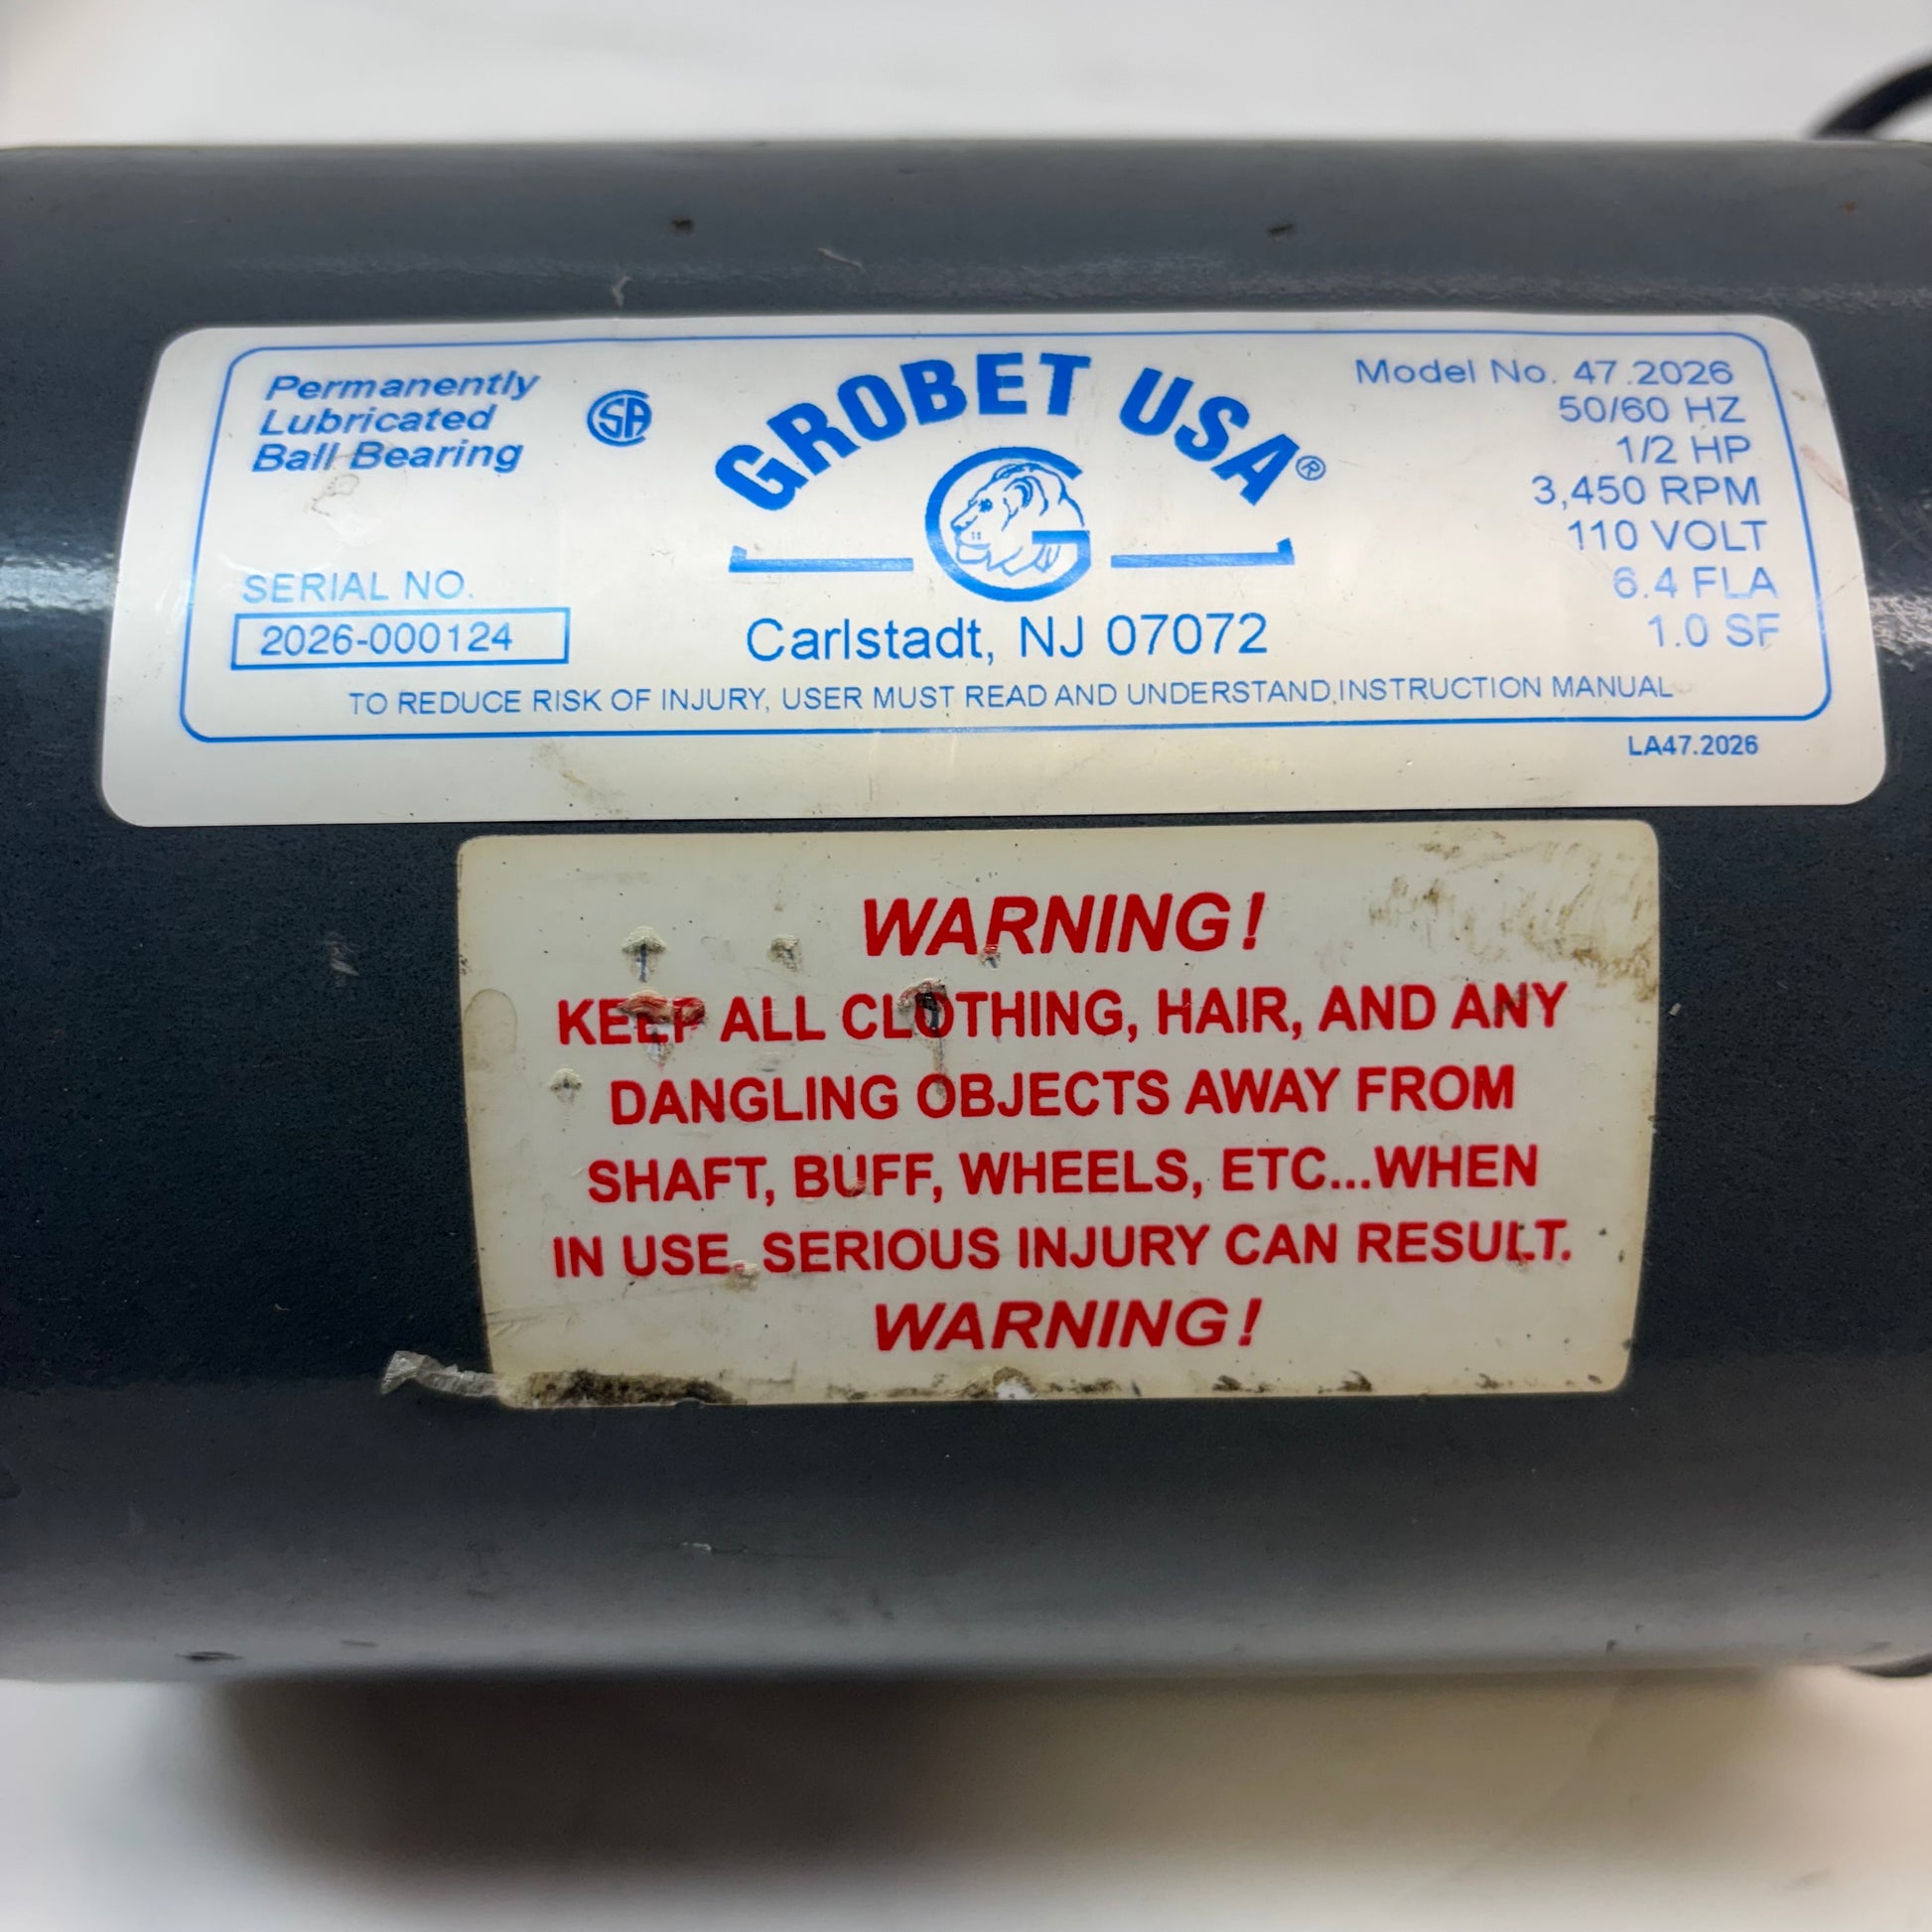 Permanently
Lubricated
Ball Bearing
SA
GROBET USA®
G
Carlstadt, NJ 07072
Model No. 47.2026
50/60 HZ
1/2 HP
3,450 RPM
110 VOLT
6.4 FLA
1.0 SF
SERIAL NO.
2026-000124
TO REDUCE RISK OF INJURY, USER MUST READ AND UNDERSTAND INSTRUCTION MANUAL
LA47.2026
WARNING!
KEEP ALL CLOTHING, HAIR, AND ANY
DANGLING OBJECTS AWAY FROM
SHAFT, BUFF, WHEELS, ETC...WHEN
IN USE. SERIOUS INJURY CAN RESULT.
WARNING!